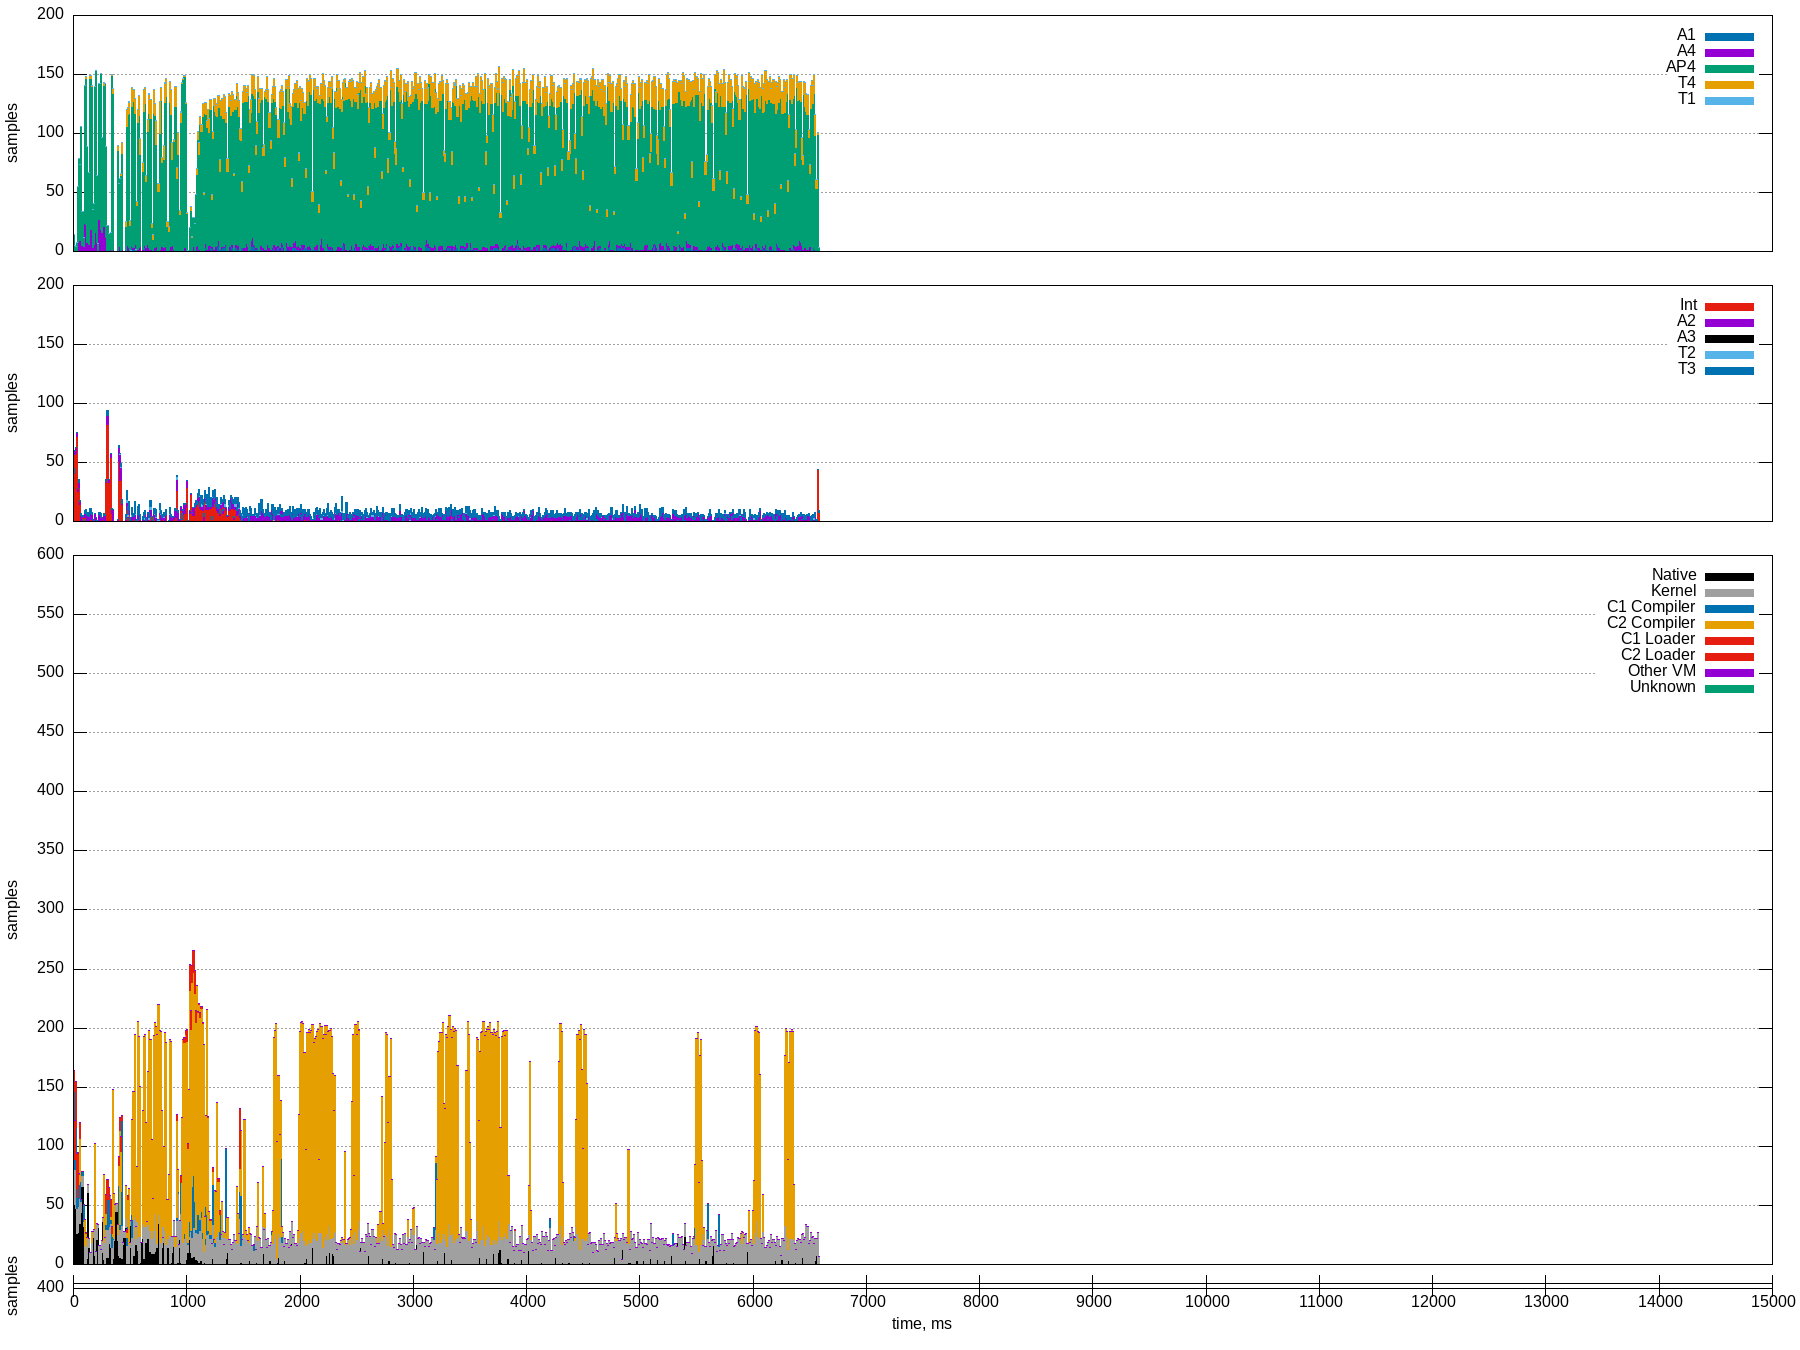 200
150
100
50
0
samples
A1
A4
AP4
T4
T1
200
150
100
50
0
samples
Int
A2
A3
T2
T3
600
550
500
450
400
350
300
250
200
150
100
50
0
samples
Native
Kernel
C1 Compiler
C2 Compiler
C1 Loader
C2 Loader
Other VM
Unknown
400
samples
0 1000 2000 3000 4000 5000 6000 7000 8000 9000 10000 11000 12000 13000 14000 15000
time, ms